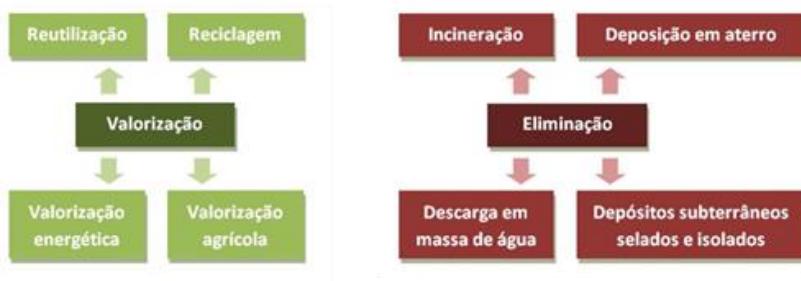 Reutilização
Reciclagem
Valorização
Valorização
energética
Valorização
agrícola
Incineração
Deposição em aterro
Eliminação
Descarga em
massa de água
Depósitos subterrâneos
selados e isolados